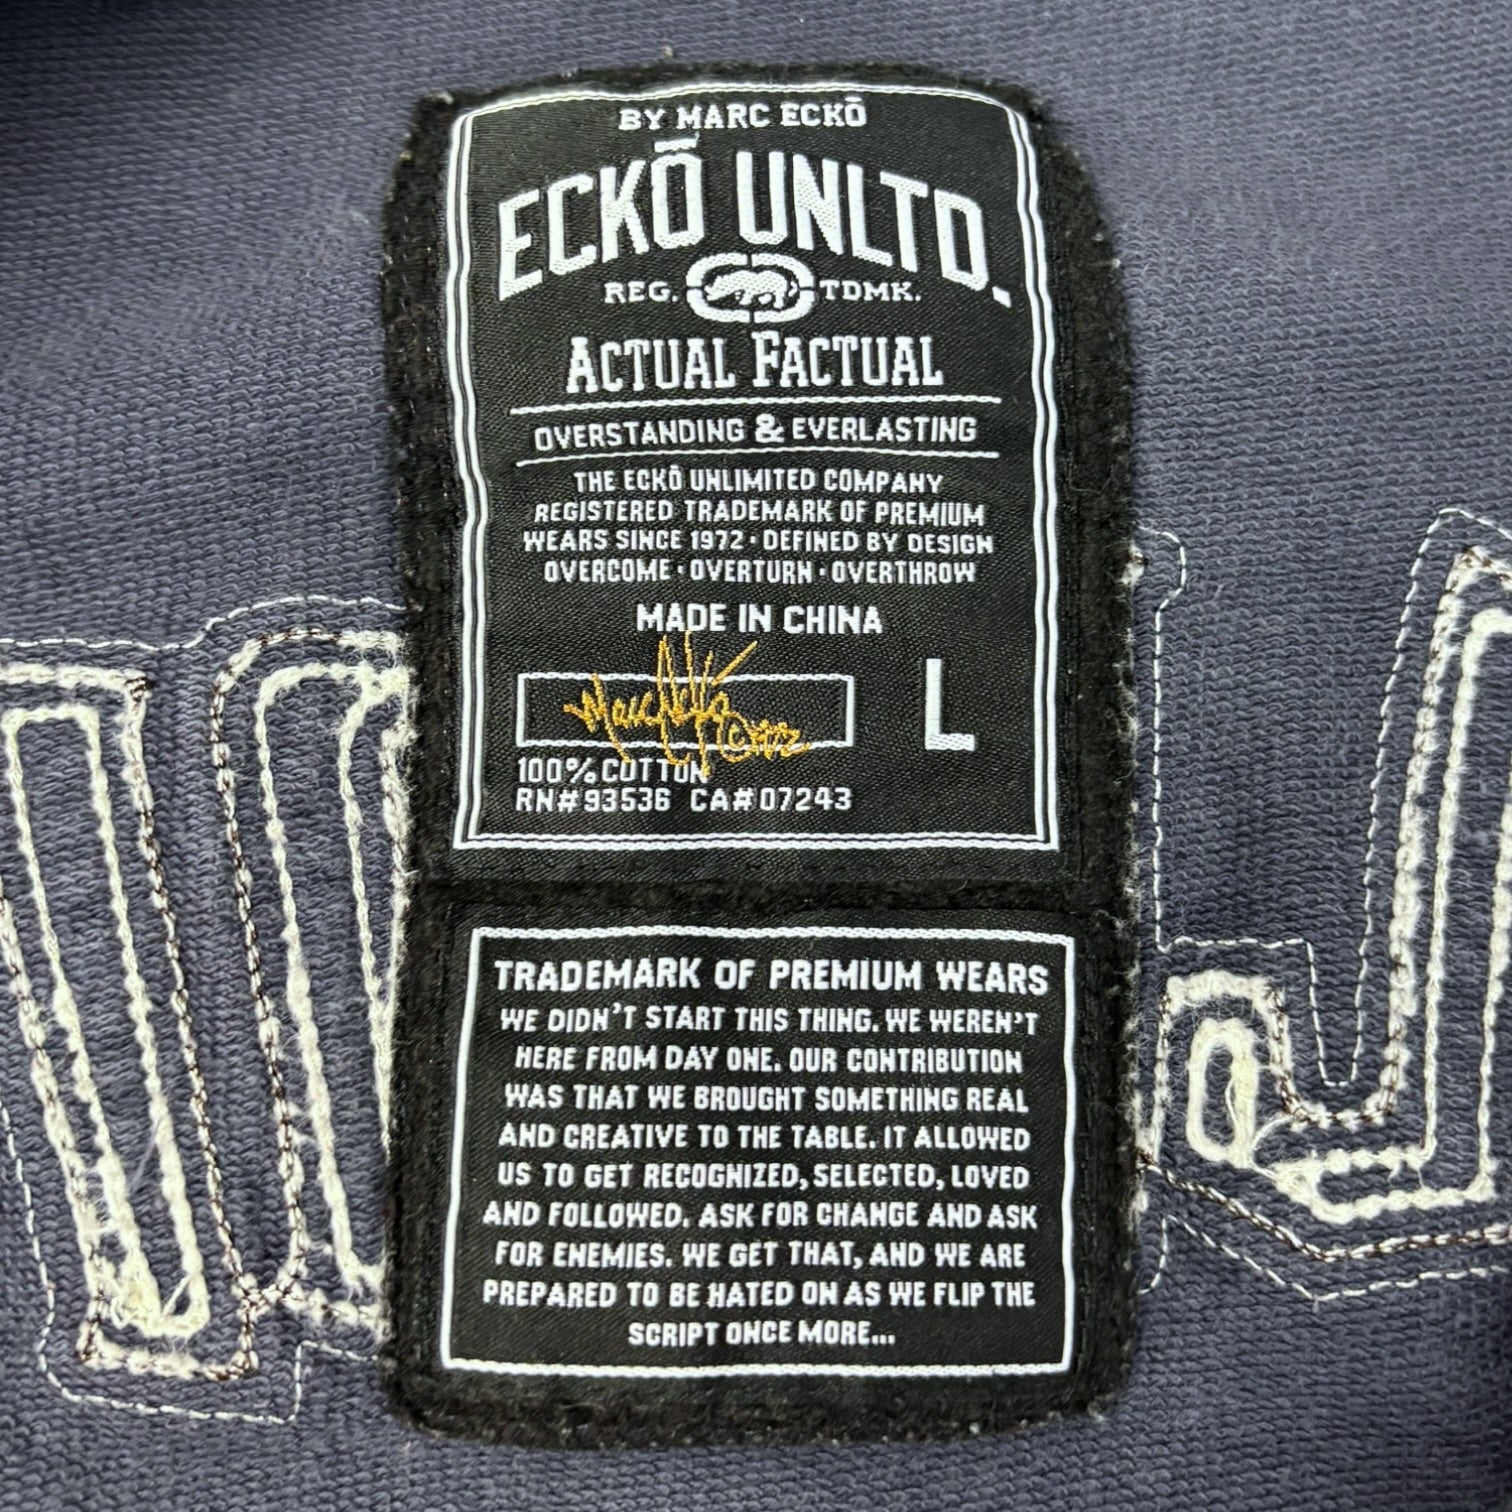 BY MARC ECKŌ
ECKŌ UNLTD.
REG. TDMK.
ACTUAL FACTUAL
OVERSTANDING & EVERLASTING
THE ECKŌ UNLIMITED COMPANY
REGISTERED TRADEMARK OF PREMIUM
WEARS SINCE 1972 · DEFINED BY DESIGN
OVERCOME · OVERTURN · OVERTHROW
MADE IN CHINA
Marc Ecko ©
L
100% COTTON
RN#93536 CA#07243
TRADEMARK OF PREMIUM WEARS
WE DIDN'T START THIS THING. WE WEREN'T
HERE FROM DAY ONE. OUR CONTRIBUTION
WAS THAT WE BROUGHT SOMETHING REAL
AND CREATIVE TO THE TABLE. IT ALLOWED
US TO GET RECOGNIZED, SELECTED, LOVED
AND FOLLOWED. ASK FOR CHANGE AND ASK
FOR ENEMIES. WE GET THAT, AND WE ARE
PREPARED TO BE HATED ON AS WE FLIP THE
SCRIPT ONCE MORE...